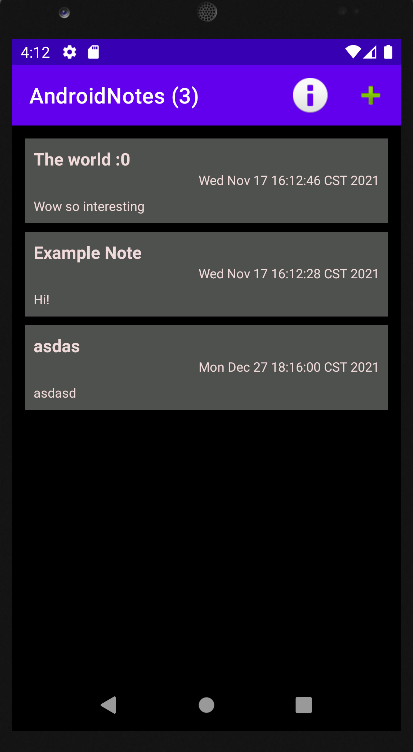 4:12
AndroidNotes (3)
The world :0
Wed Nov 17 16:12:46 CST 2021
Wow so interesting
Example Note
Wed Nov 17 16:12:28 CST 2021
Hi!
asdas
Mon Dec 27 18:16:00 CST 2021
asdasd